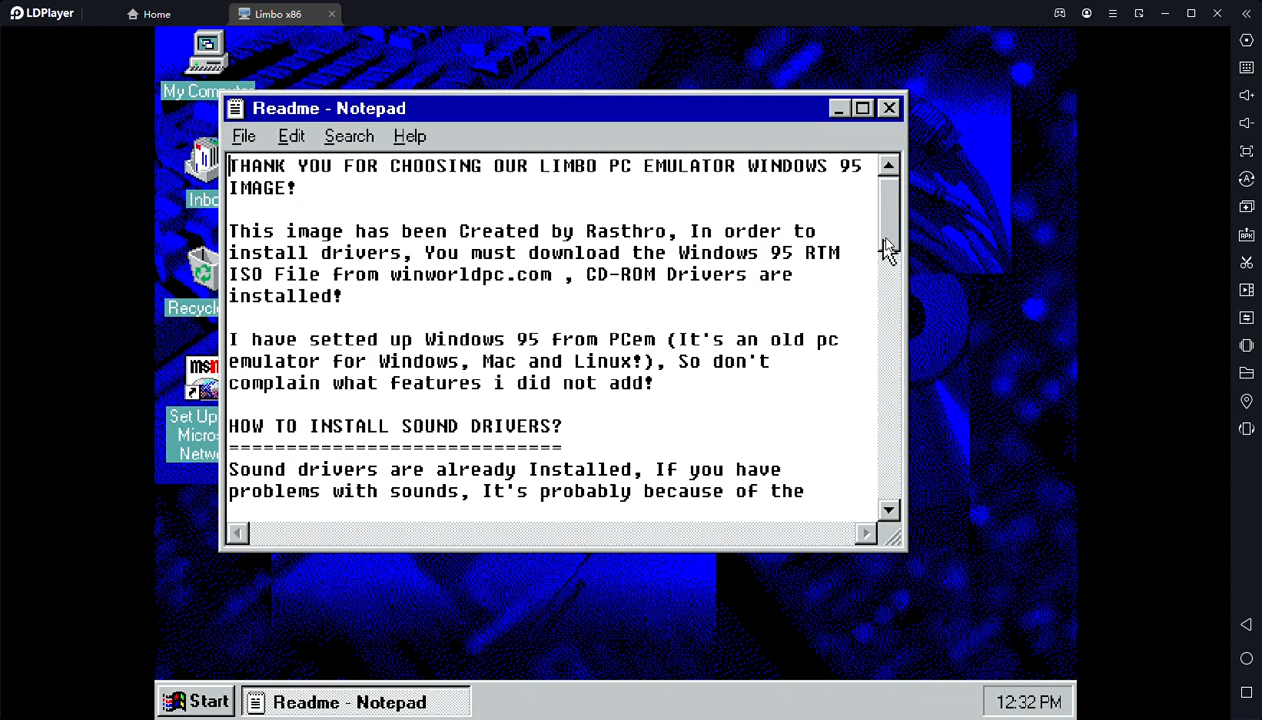 LDPlayer
Home
Limbo x86
My Computer
Readme - Notepad
File Edit Search Help
THANK YOU FOR CHOOSING OUR LIMBO PC EMULATOR WINDOWS 95
IMAGE!
This image has been Created by Rasthro, In order to
install drivers, You must download the Windows 95 RTM
ISO File from winworldpc.com , CD-ROM Drivers are
installed!
I have setted up Windows 95 from PCem (It's an old pc
emulator for Windows, Mac and Linux!), So don't
complain what features i did not add!
HOW TO INSTALL SOUND DRIVERS?
=============================
Sound drivers are already Installed, If you have
problems with sounds, It's probably because of the
Inbo
Recycl
msn
Set Up
Micros
Netwo
Start
Readme - Notepad
12:32 PM
APK